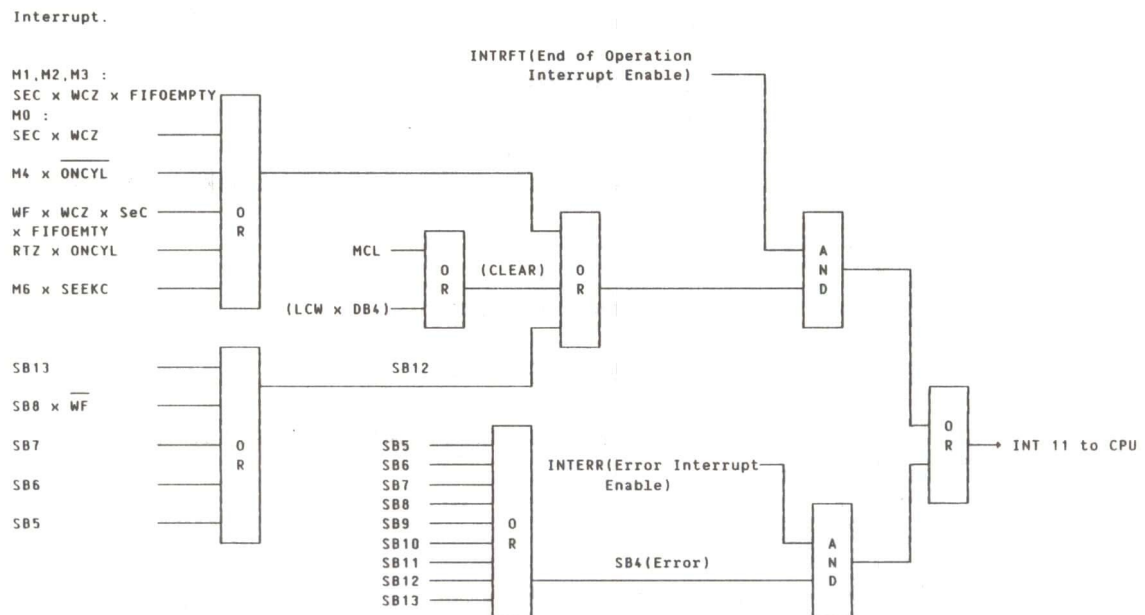 Interrupt.
INTRFT(End of Operation
Interrupt Enable)
M1,M2,M3 :
SEC x WCZ x FIFOEMPTY
M0 :
SEC x WCZ
M4 x ONCYL
WF x WCZ x SeC
x FIFOEMTY
RTZ x ONCYL
M6 x SEEKC
OR
MCL
(LCW x DB4)
OR
(CLEAR)
OR
AND
SB13
SB8 x WF
SB7
SB6
SB5
OR
SB12
SB5
SB6
SB7
SB8
SB9
SB10
SB11
SB12
SB13
OR
INTERR(Error Interrupt
Enable)
SB4(Error)
AND
OR
INT 11 to CPU